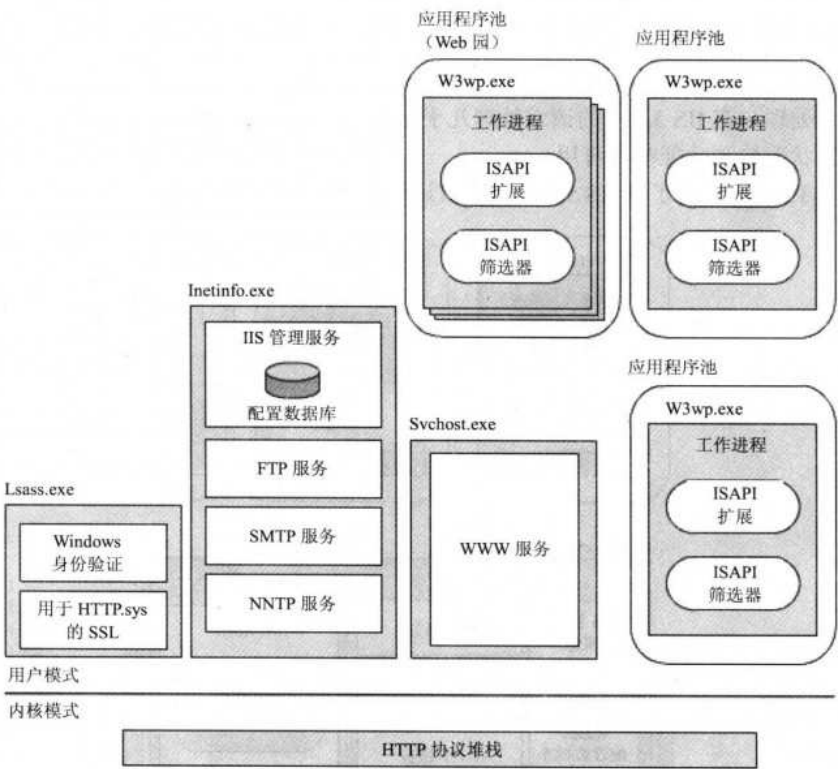 应用程序池
（Web 园）
W3wp.exe
工作进程
ISAPI
扩展
ISAPI
筛选器
应用程序池
W3wp.exe
工作进程
ISAPI
扩展
ISAPI
筛选器
Inetinfo.exe
IIS 管理服务
配置数据库
FTP 服务
SMTP 服务
NNTP 服务
Svchost.exe
WWW 服务
应用程序池
W3wp.exe
工作进程
ISAPI
扩展
ISAPI
筛选器
Lsass.exe
Windows
身份验证
用于 HTTP.sys
的 SSL
用户模式
内核模式
HTTP 协议堆栈